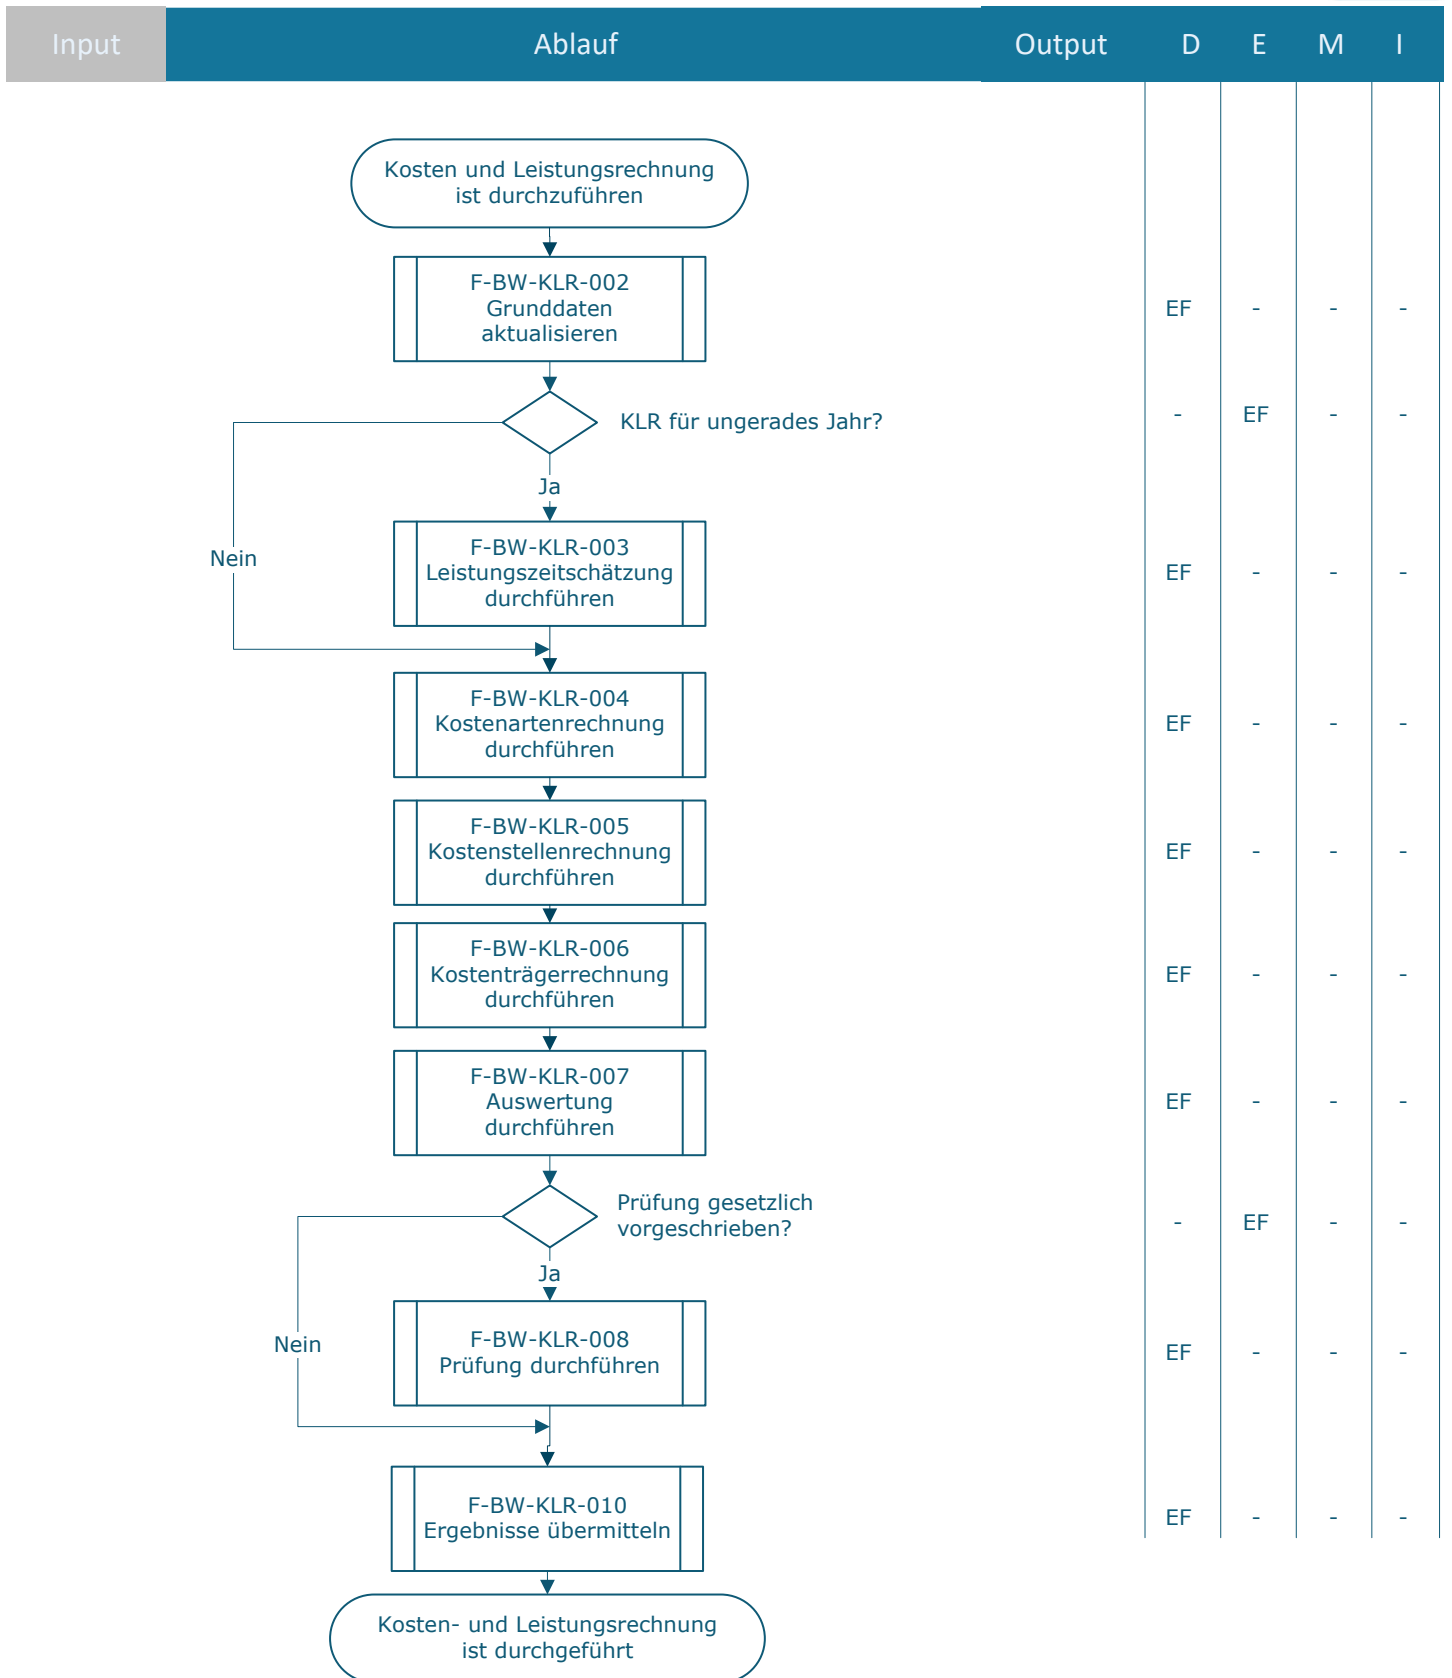 Input Ablauf Output D E M I
Kosten und Leistungsrechnung
ist durchzuführen
F-BW-KLR-002
Grunddaten
aktualisieren
EF - - -
KLR für ungerades Jahr?
- EF - -
Ja
Nein
F-BW-KLR-003
Leistungszeitschätzung
durchführen
EF - - -
F-BW-KLR-004
Kostenartenrechnung
durchführen
EF - - -
F-BW-KLR-005
Kostenstellenrechnung
durchführen
EF - - -
F-BW-KLR-006
Kostenträgerrechnung
durchführen
EF - - -
F-BW-KLR-007
Auswertung
durchführen
EF - - -
Prüfung gesetzlich
vorgeschrieben?
- EF - -
Ja
Nein
F-BW-KLR-008
Prüfung durchführen
EF - - -
F-BW-KLR-010
Ergebnisse übermitteln
EF - - -
Kosten- und Leistungsrechnung
ist durchgeführt